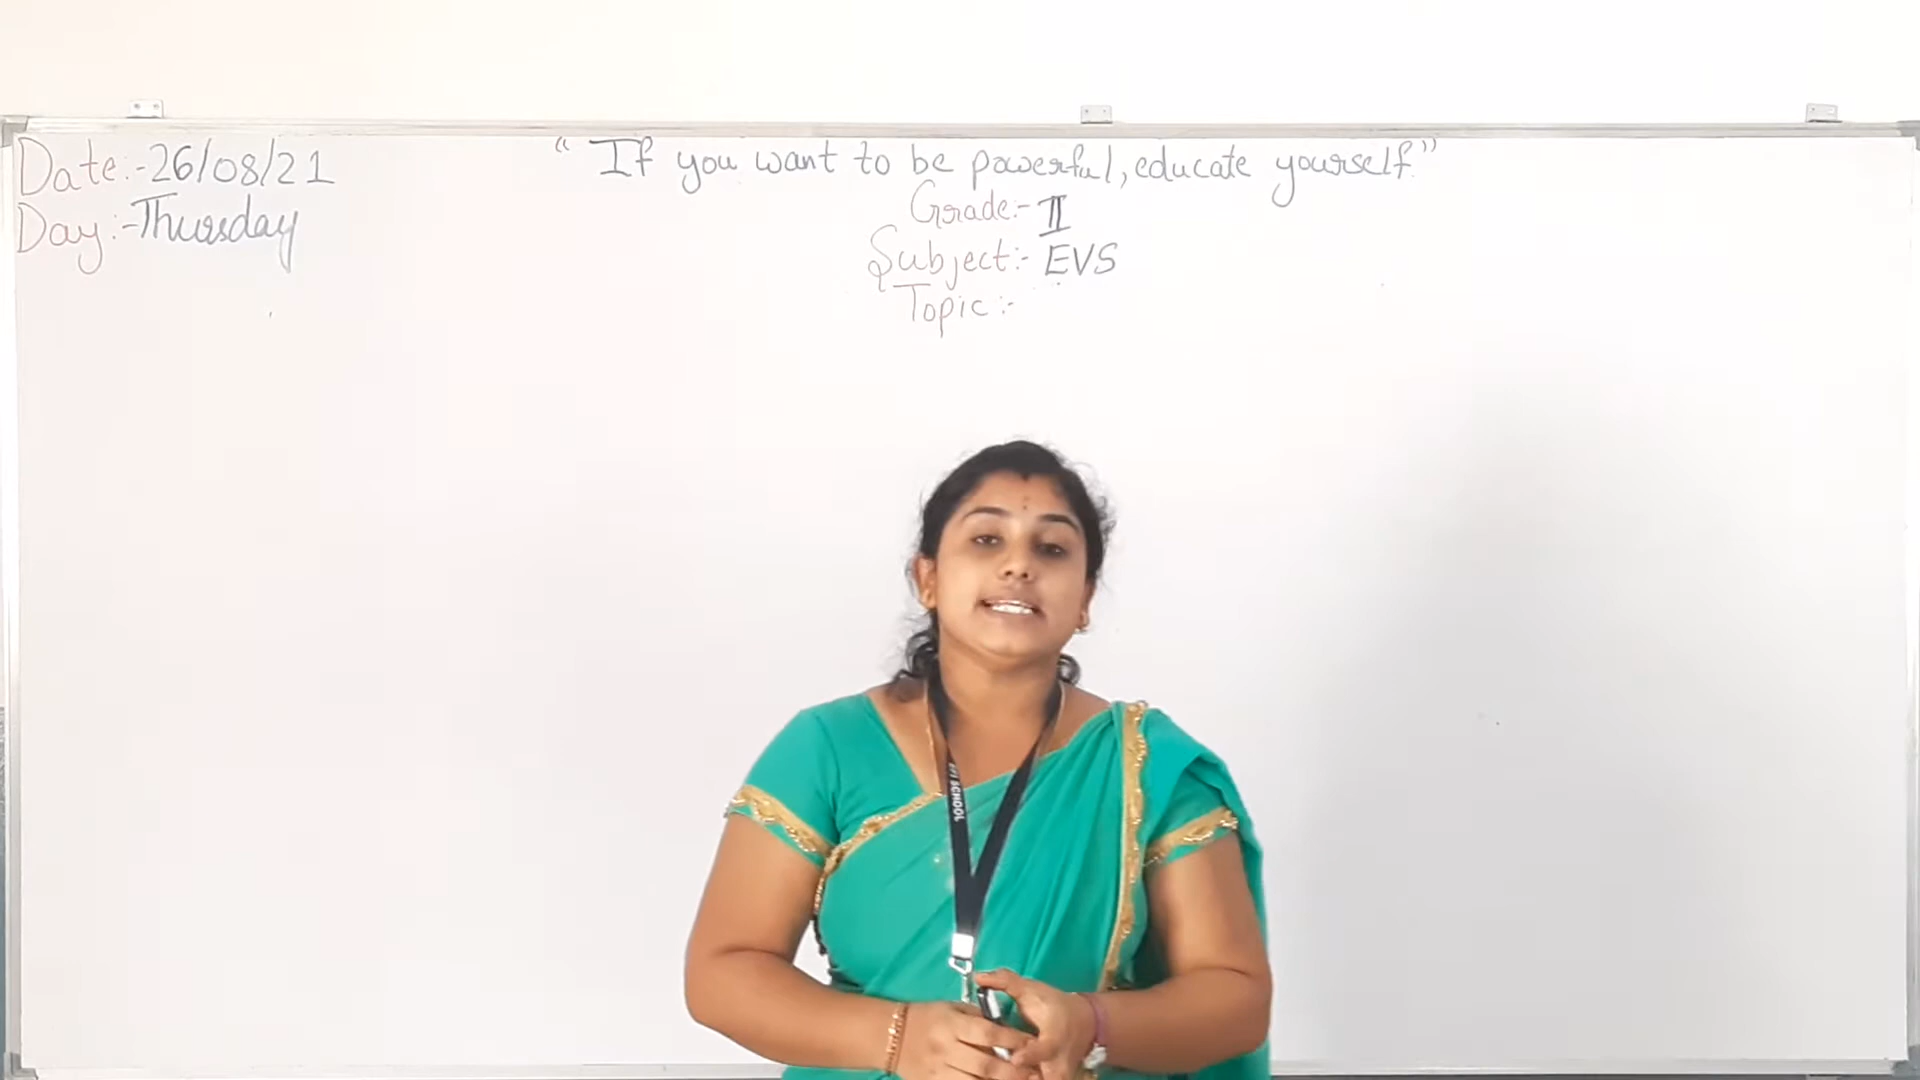 Date:-26/08/21
Day:-Thursday
"If you want to be powerful, educate yourself"
Grade:-II
Subject:- EVS
Topic:-
SCHOOL